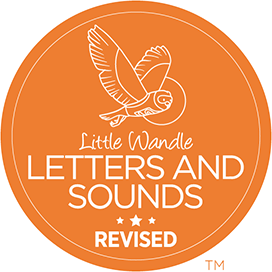 Little Wandle
LETTERS AND
SOUNDS
REVISED
TM